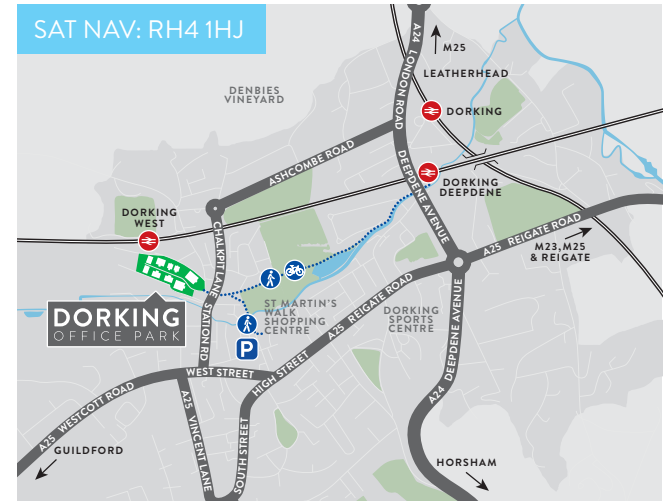 SAT NAV: RH4 1HJ
A24
M25
LEATHERHEAD
LONDON ROAD
DENBIES
VINEYARD
DORKING
ASHCOMBE ROAD
DEEPDENE AVENUE
DORKING
DEEPDENE
DORKING
WEST
CHALKPIT LANE
A25 REIGATE ROAD
M23, M25
& REIGATE
ST MARTIN'S
WALK
SHOPPING
CENTRE
DORKING
OFFICE PARK
STATION RD
P
A25 REIGATE ROAD
DORKING
SPORTS
CENTRE
DEEPDENE AVENUE
A24
WEST STREET
HIGH STREET
A25 WESTCOTT ROAD
A25
VINCENT LANE
SOUTH STREET
GUILDFORD
HORSHAM